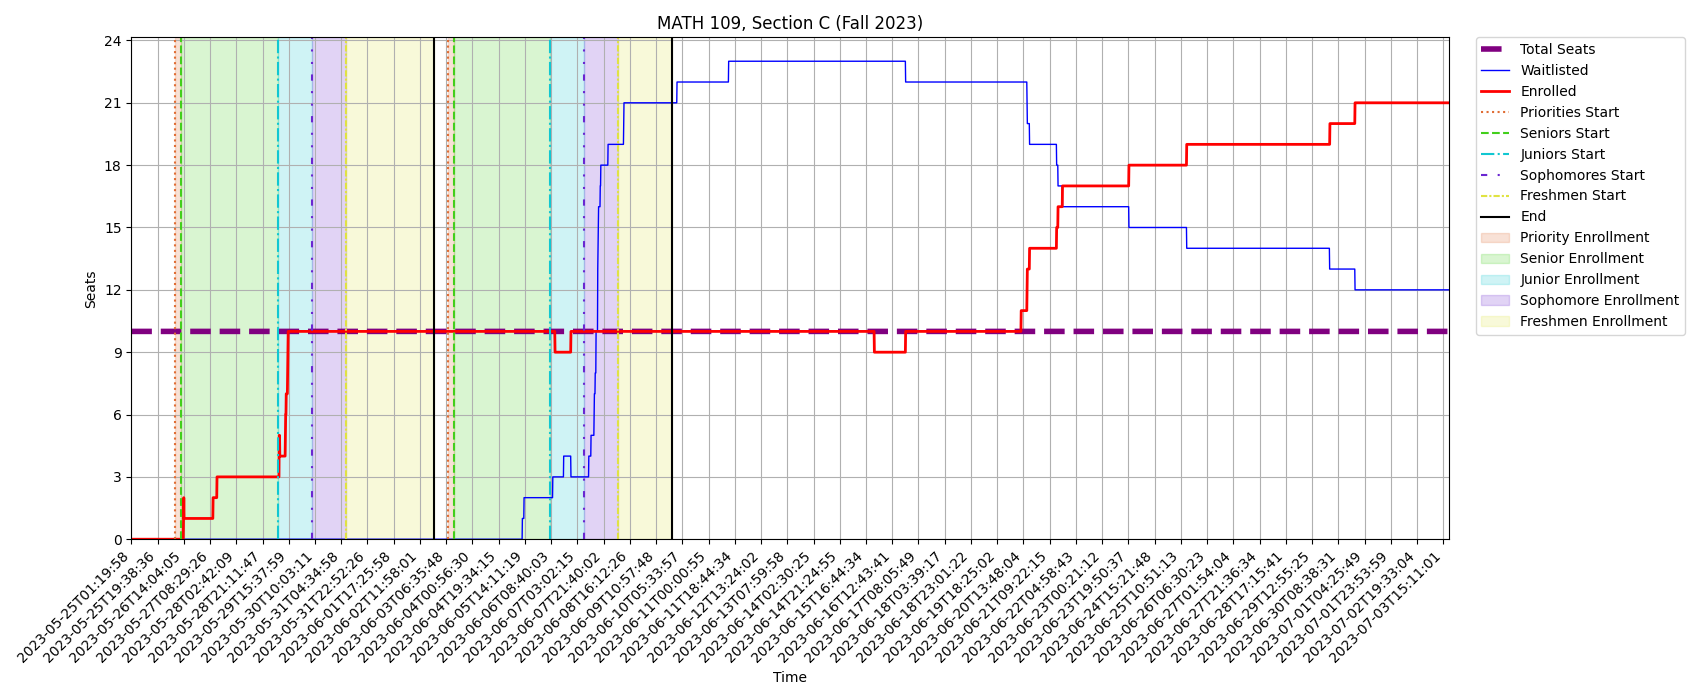 MATH 109, Section C (Fall 2023)
Seats
24
21
18
15
12
9
6
3
0
2023-05-25T01:19:58
2023-05-25T19:38:36
2023-05-26T14:04:05
2023-05-27T08:29:26
2023-05-28T02:42:09
2023-05-28T21:11:47
2023-05-29T15:37:59
2023-05-30T10:03:11
2023-05-31T04:34:58
2023-05-31T22:52:26
2023-06-01T17:25:58
2023-06-02T11:58:01
2023-06-03T06:35:48
2023-06-04T00:56:30
2023-06-04T19:34:15
2023-06-05T14:11:19
2023-06-06T08:40:03
2023-06-07T03:02:15
2023-06-07T21:40:02
2023-06-08T16:12:26
2023-06-09T10:57:48
2023-06-10T05:33:57
2023-06-11T00:00:55
2023-06-11T18:44:34
2023-06-12T13:24:02
2023-06-13T07:59:58
2023-06-14T02:30:25
2023-06-14T21:24:55
2023-06-15T16:44:34
2023-06-16T12:43:41
2023-06-17T08:05:49
2023-06-18T03:39:17
2023-06-18T23:01:22
2023-06-19T18:25:02
2023-06-20T13:48:04
2023-06-21T09:22:15
2023-06-22T04:58:43
2023-06-23T00:21:12
2023-06-23T19:50:37
2023-06-24T15:21:48
2023-06-25T10:51:13
2023-06-26T06:30:23
2023-06-27T01:54:04
2023-06-27T21:36:34
2023-06-28T17:15:41
2023-06-29T12:55:25
2023-06-30T08:38:31
2023-07-01T04:25:49
2023-07-01T23:53:59
2023-07-02T19:33:04
2023-07-03T15:11:01
Time
Total Seats
Waitlisted
Enrolled
Priorities Start
Seniors Start
Juniors Start
Sophomores Start
Freshmen Start
End
Priority Enrollment
Senior Enrollment
Junior Enrollment
Sophomore Enrollment
Freshmen Enrollment